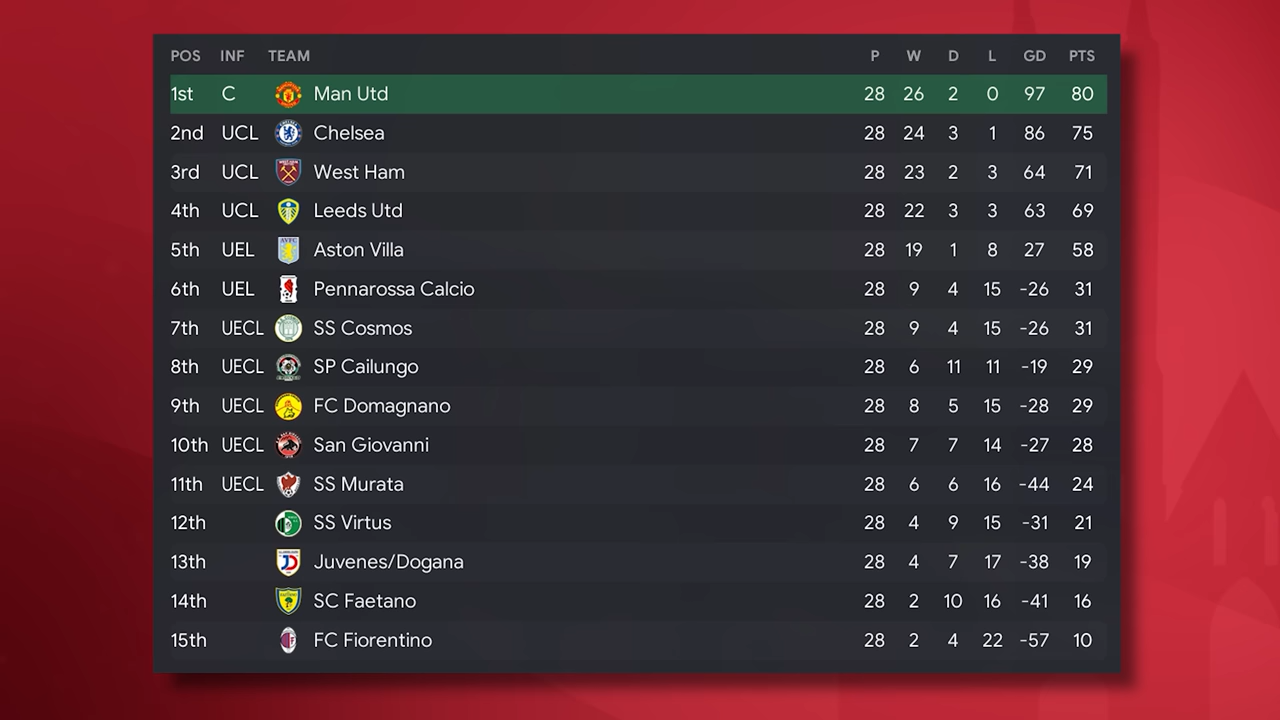 POS INF TEAM P W D L GD PTS
1st C Man Utd 28 26 2 0 97 80
2nd UCL Chelsea 28 24 3 1 86 75
3rd UCL West Ham 28 23 2 3 64 71
4th UCL Leeds Utd 28 22 3 3 63 69
5th UEL Aston Villa 28 19 1 8 27 58
6th UEL Pennarossa Calcio 28 9 4 15 -26 31
7th UECL SS Cosmos 28 9 4 15 -26 31
8th UECL SP Cailungo 28 6 11 11 -19 29
9th UECL FC Domagnano 28 8 5 15 -28 29
10th UECL San Giovanni 28 7 7 14 -27 28
11th UECL SS Murata 28 6 6 16 -44 24
12th SS Virtus 28 4 9 15 -31 21
13th Juvenes/Dogana 28 4 7 17 -38 19
14th SC Faetano 28 2 10 16 -41 16
15th FC Fiorentino 28 2 4 22 -57 10